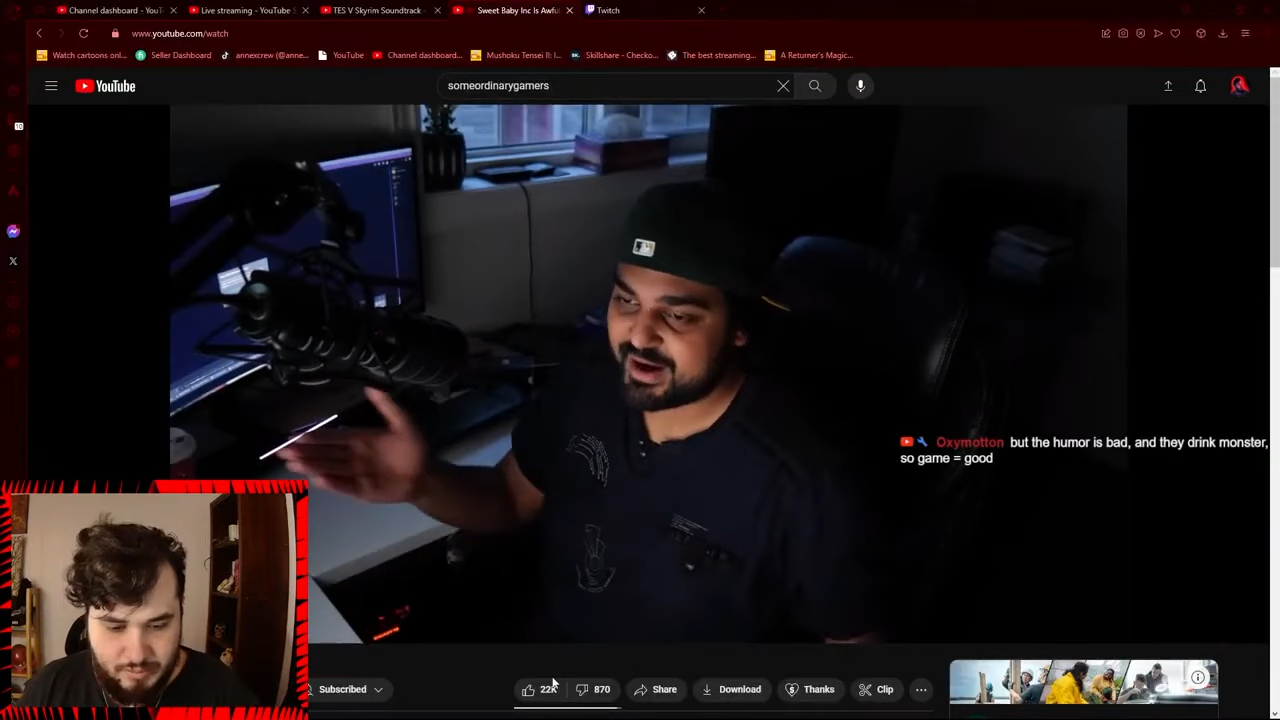 Channel dashboard - YouT
Live streaming - YouTube S
TES V Skyrim Soundtrack -
Sweet Baby Inc Is Awfu
Twitch
www.youtube.com/watch
Watch cartoons onl...
Seller Dashboard
annexcrew (@anne...
YouTube
Channel dashboard...
Mushoku Tensei II: I...
SK.
Skillshare - Checko...
The best streaming...
A Returner's Magic...
YouTube
someordinarygamers
10
Oxymotton but the humor is bad, and they drink monster,
so game = good
Subscribed
22K
870
Share
Download
Thanks
Clip